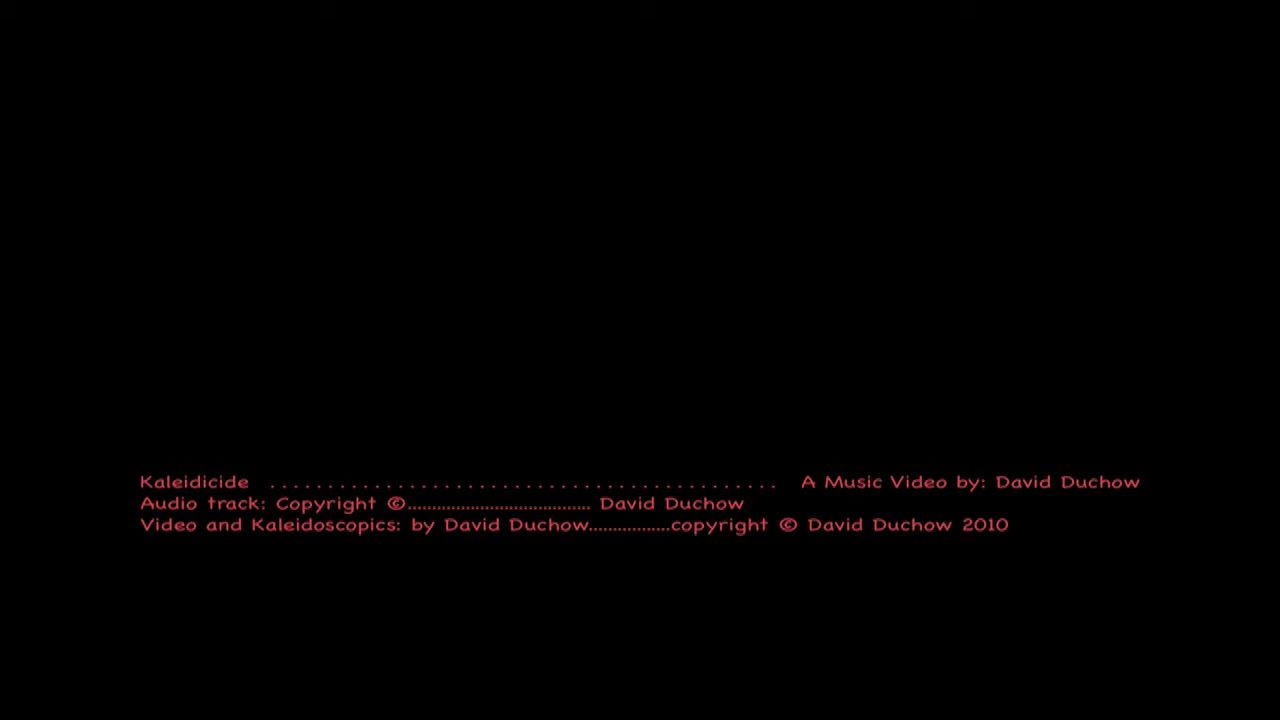 Kaleidicide . . . . . . . . . . . . . . . . . . . . . . . . . . . . . . . . . . . . . . . . . . . . A Music Video by: David Duchow
Audio track: Copyright ©..................................... David Duchow
Video and Kaleidoscopics: by David Duchow.................copyright © David Duchow 2010